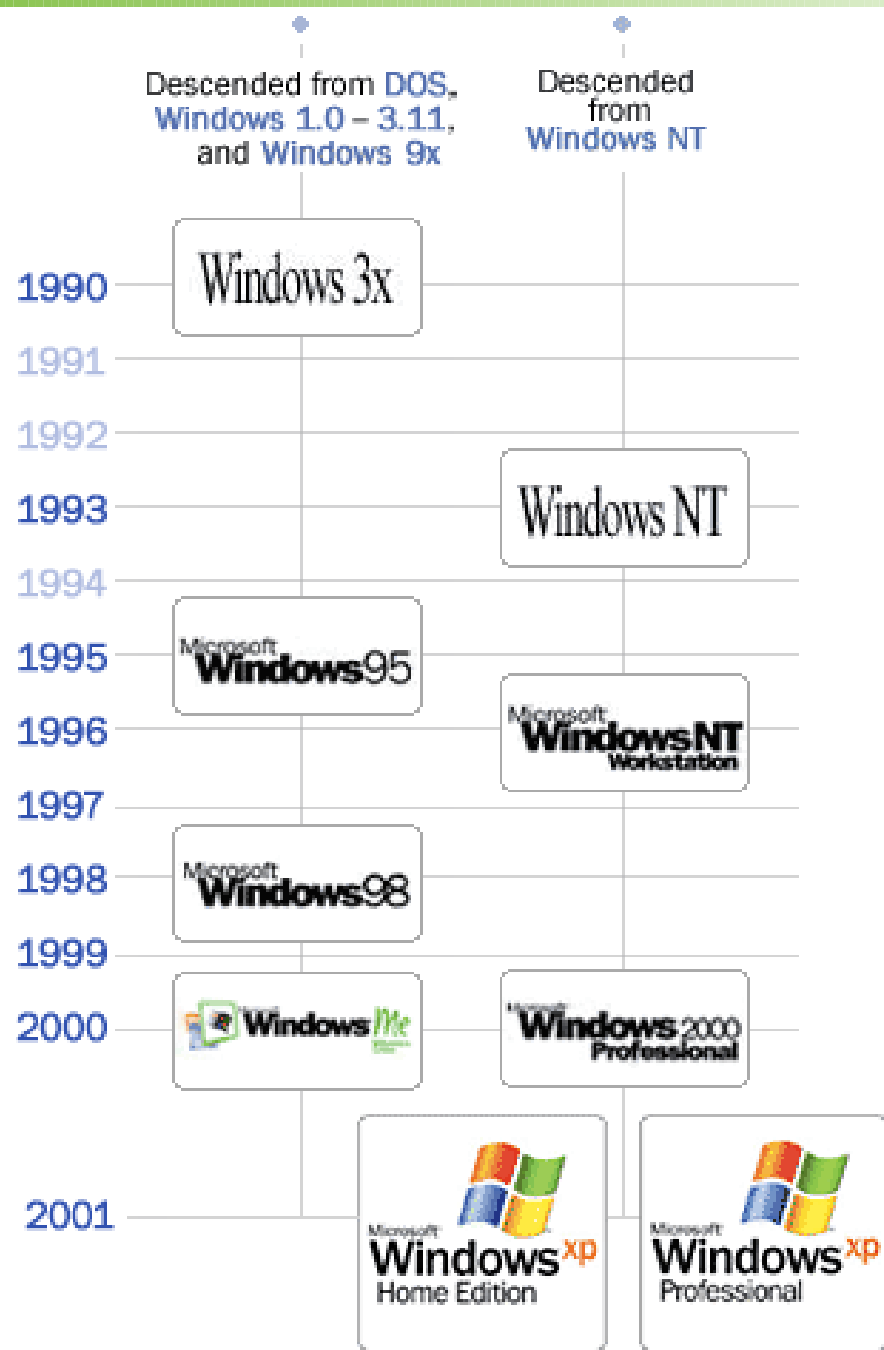 Descended from DOS,
Windows 1.0 – 3.11,
and Windows 9x
Descended
from
Windows NT
1990
Windows 3x
1991
1992
1993
Windows NT
1994
1995
Microsoft
Windows95
1996
Microsoft
WindowsNT
Workstation
1997
1998
Microsoft
Windows98
1999
2000
Windows Me
Microsoft
Windows 2000
Professional
2001
Microsoft
Windows xp
Home Edition
Microsoft
Windows xp
Professional